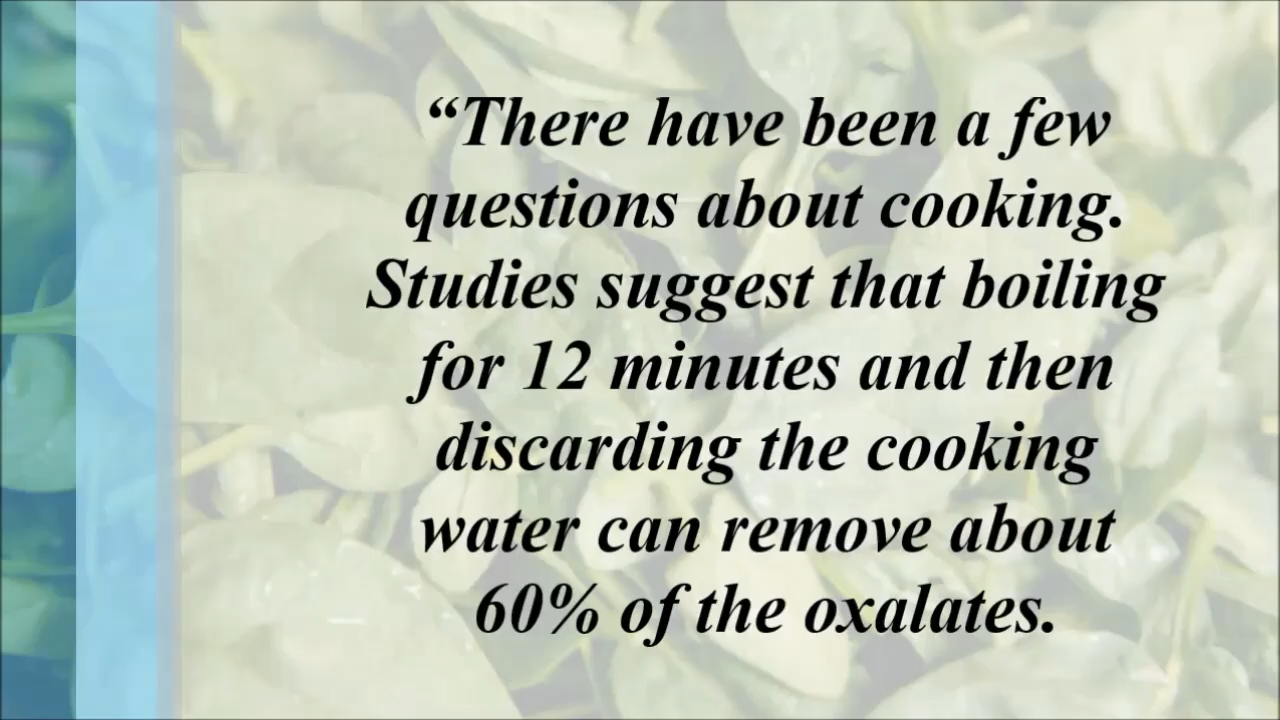 “There have been a few
questions about cooking.
Studies suggest that boiling
for 12 minutes and then
discarding the cooking
water can remove about
60% of the oxalates.